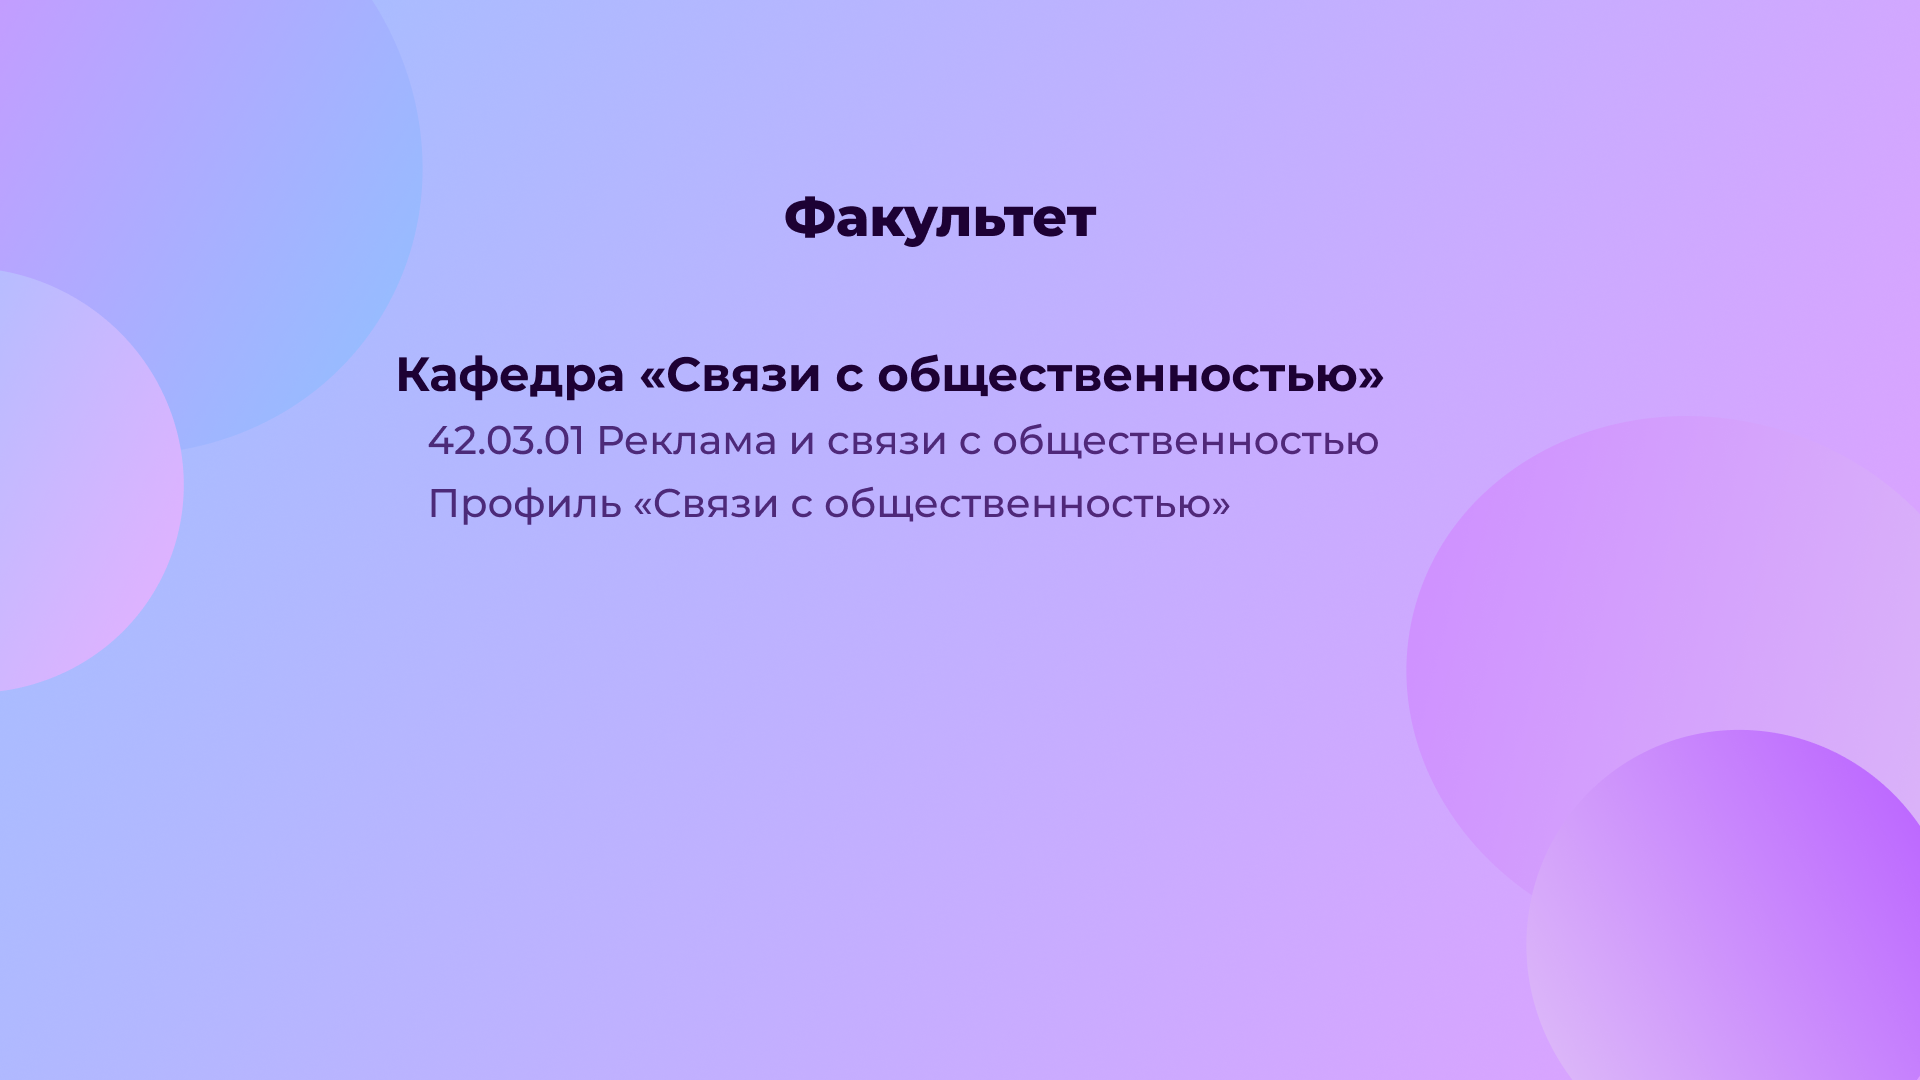 Факультет
Кафедра «Связи с общественностью»
42.03.01 Реклама и связи с общественностью
Профиль «Связи с общественностью»